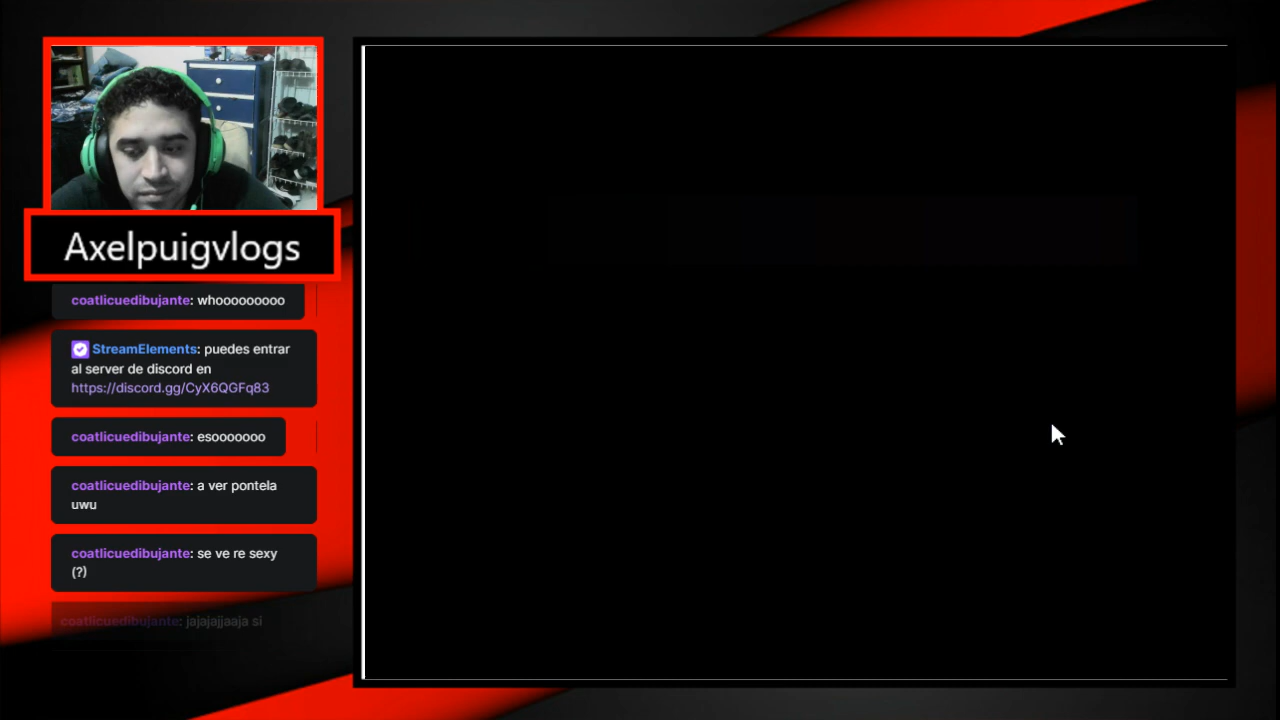 Axelpuigvlogs
coatlicuedibujante: whooooooooo
StreamElements: puedes entrar
al server de discord en
https://discord.gg/CyX6QGFq83
coatlicuedibujante: esooooooo
coatlicuedibujante: a ver pontela
uwu
coatlicuedibujante: se ve re sexy
(?)
coatlicuedibujante: jajajajjaaja si